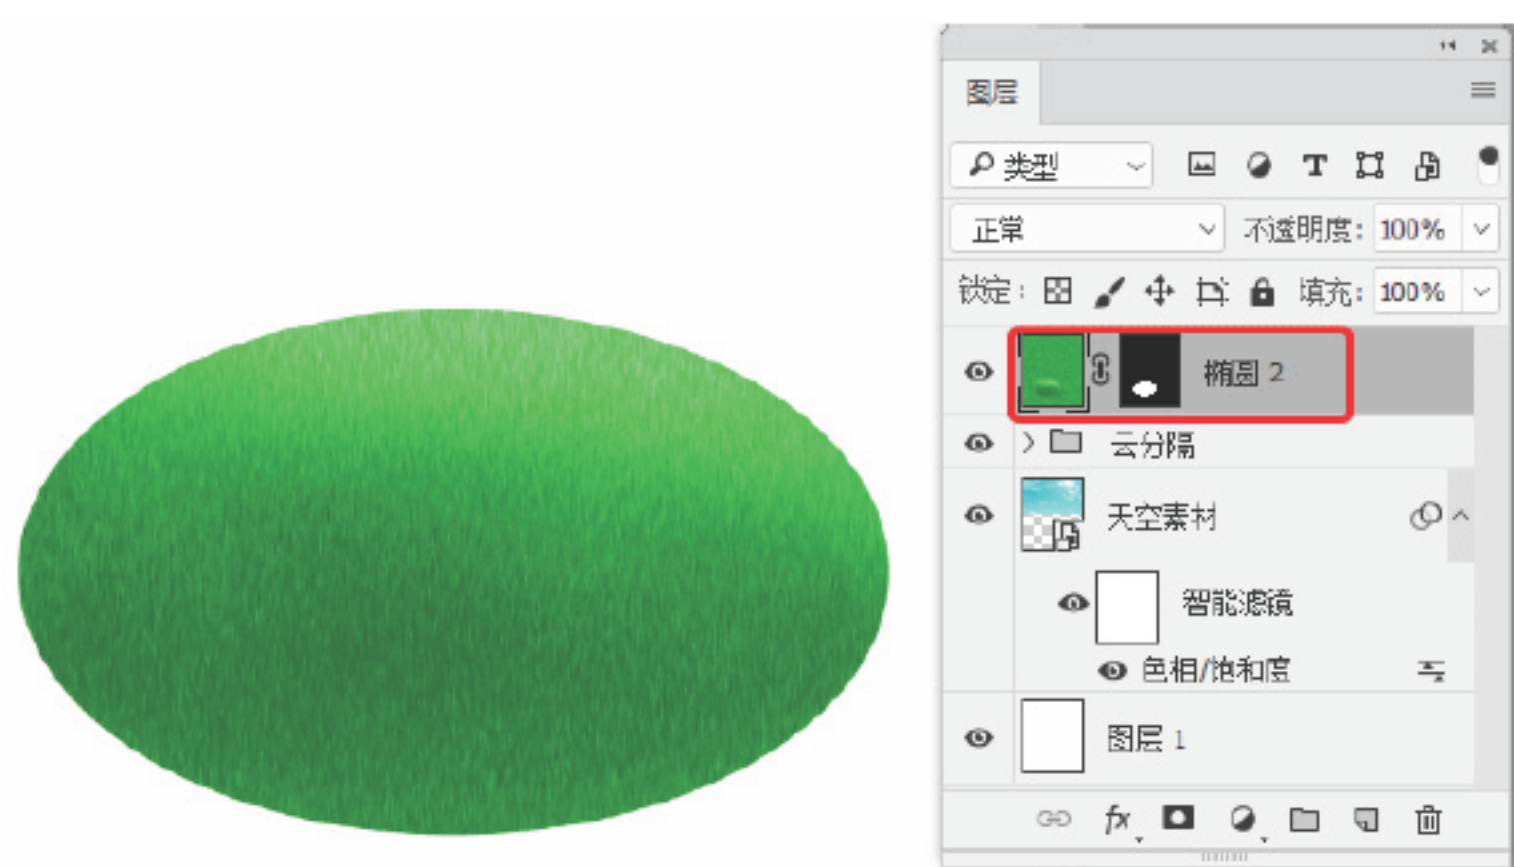 图层
类型
正常 不透明度: 100%
锁定: 填充: 100%
椭圆 2
云分隔
天空素材
智能滤镜
色相/饱和度
图层 1
fx